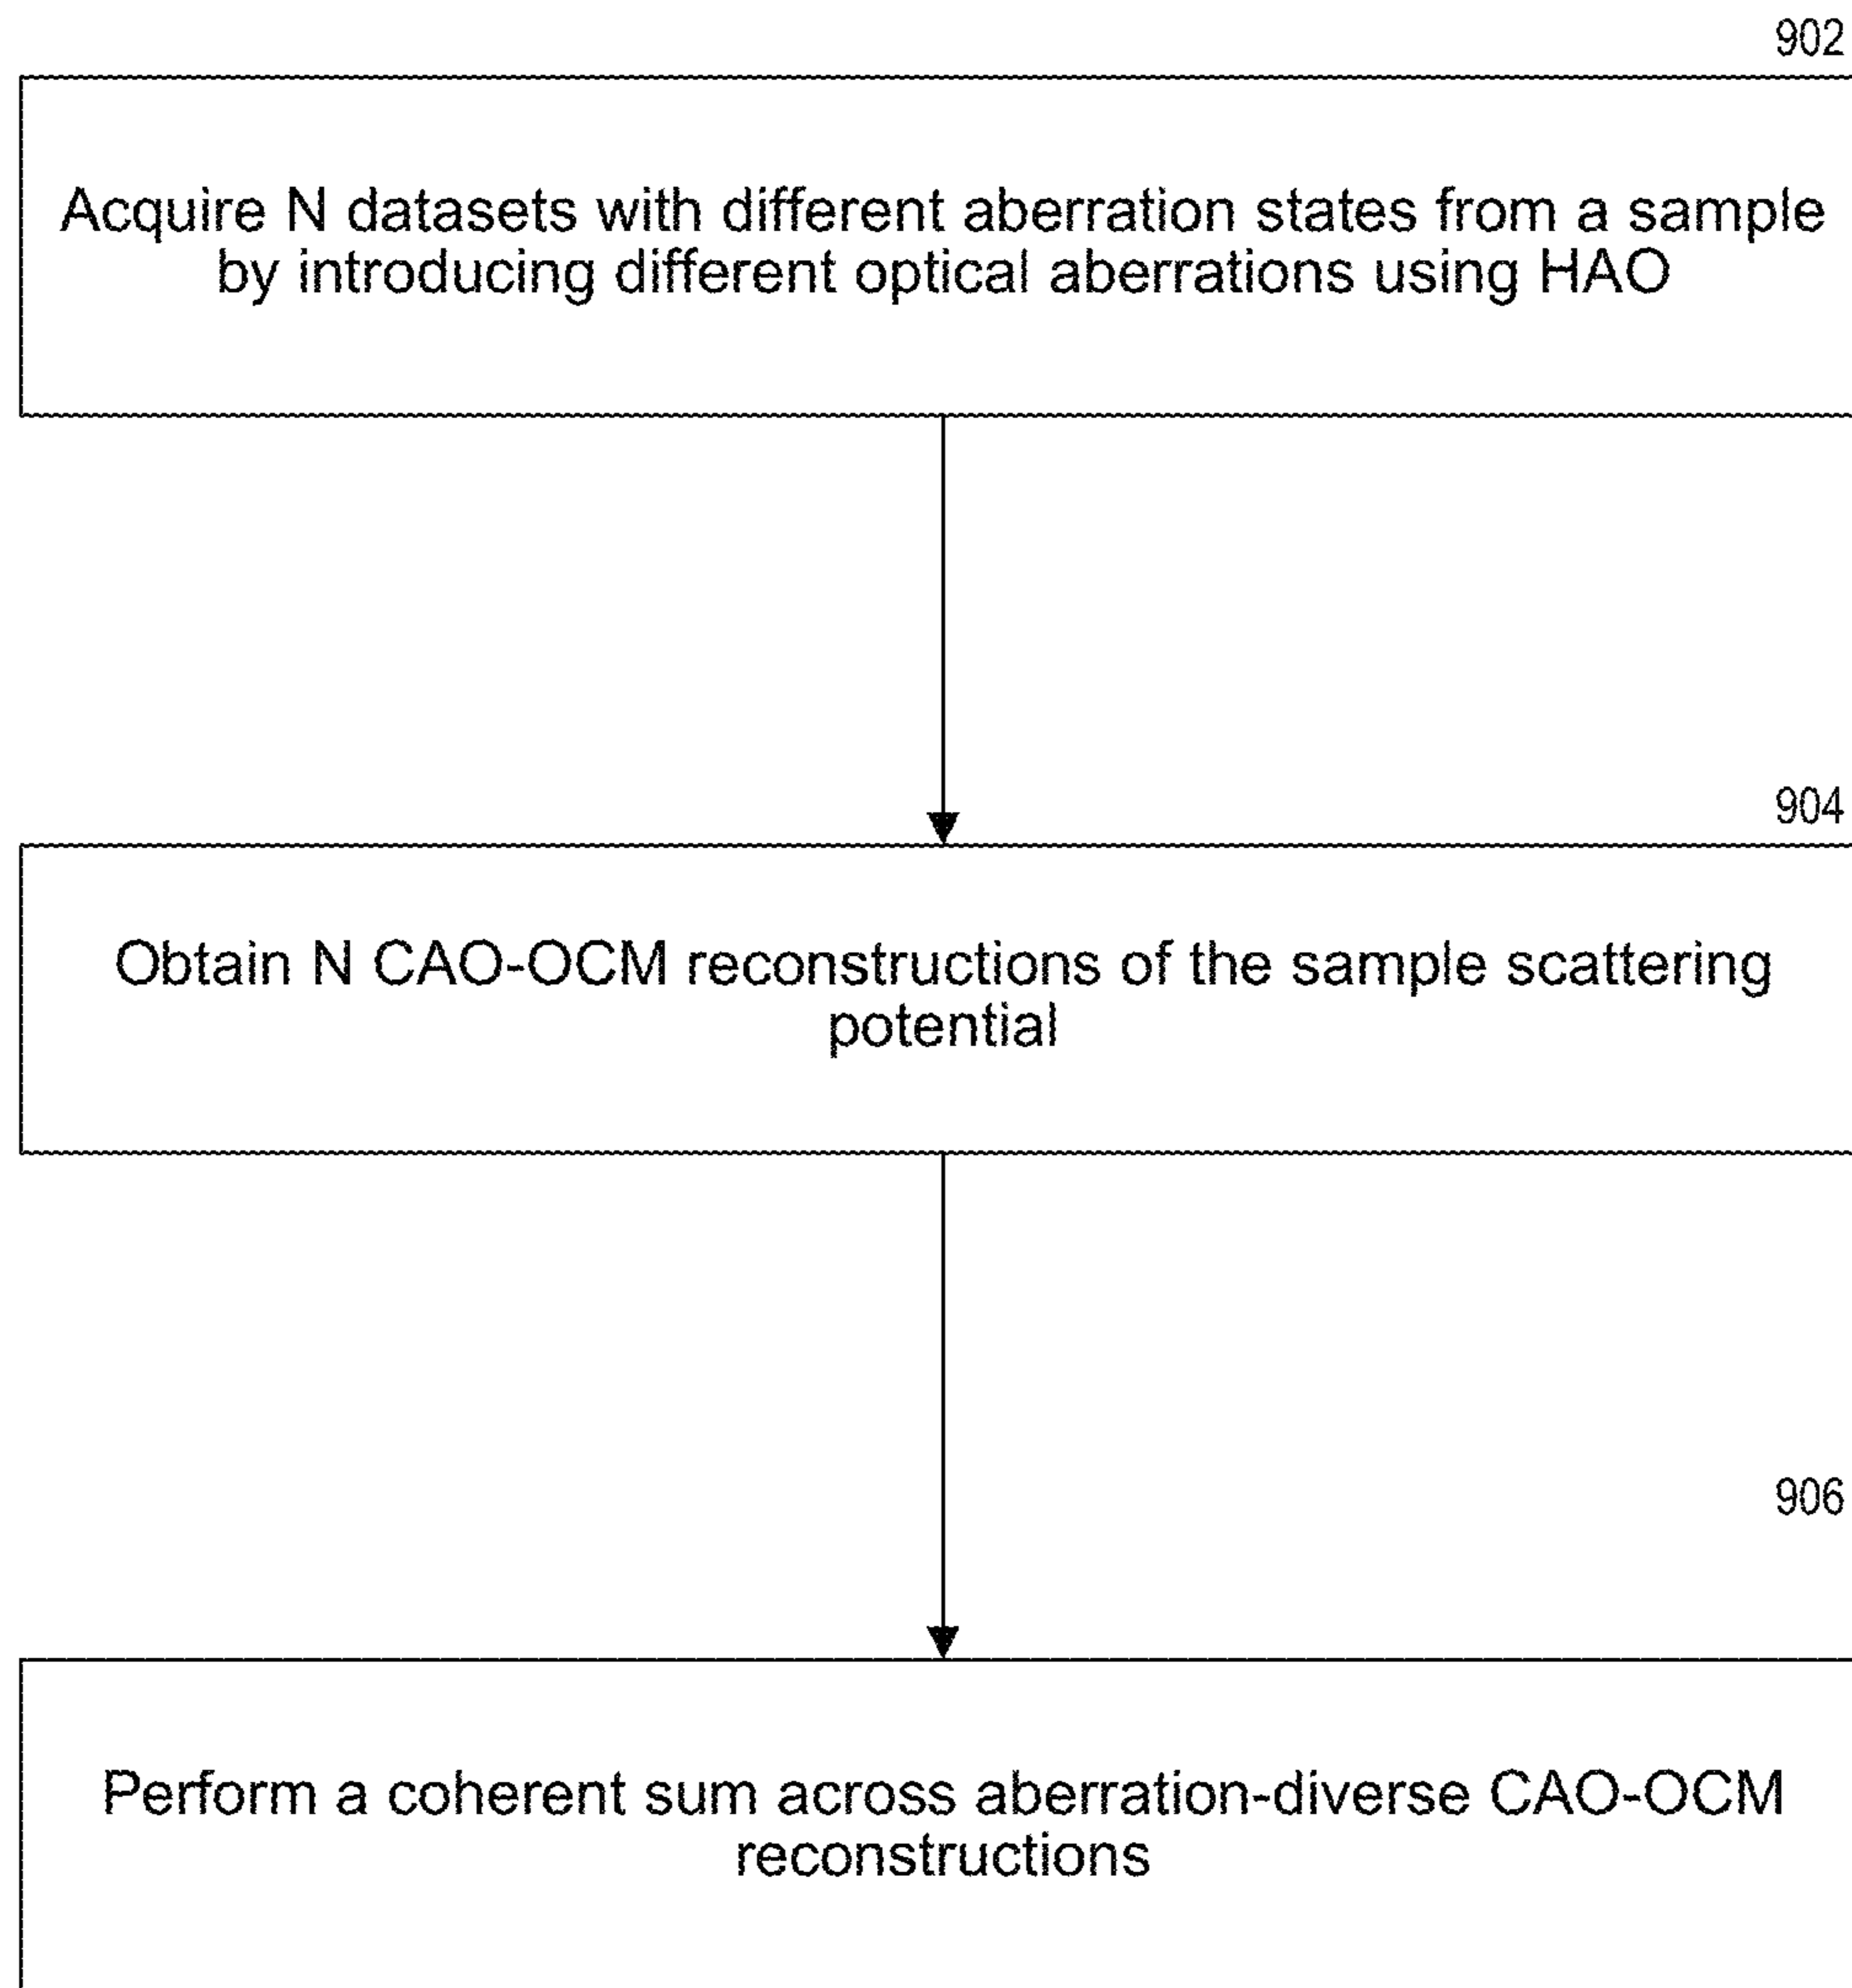 902
Acquire N datasets with different aberration states from a sample
by introducing different optical aberrations using HAO
904
Obtain N CAO-OCM reconstructions of the sample scattering
potential
906
Perform a coherent sum across aberration-diverse CAO-OCM
reconstructions